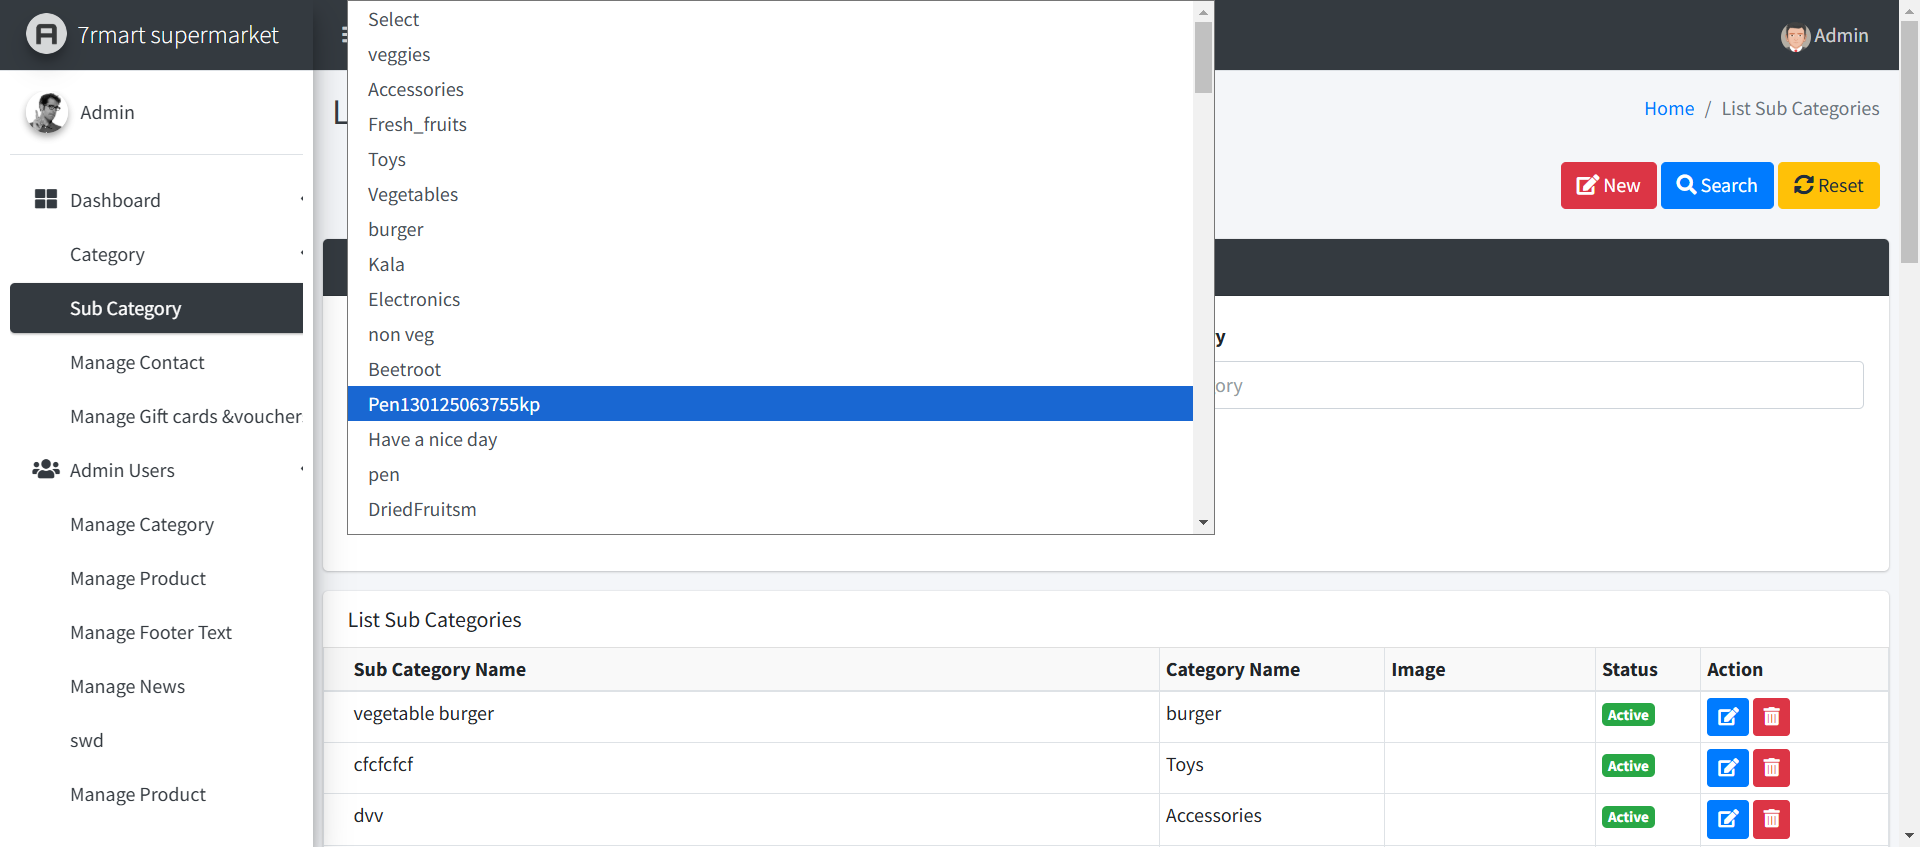 7rmart supermarket
Admin
Admin
Dashboard
Category
Sub Category
Manage Contact
Manage Gift cards &voucher
Admin Users
Manage Category
Manage Product
Manage Footer Text
Manage News
swd
Manage Product
Select
veggies
Accessories
Fresh_fruits
Toys
Vegetables
burger
Kala
Electronics
non veg
Beetroot
Pen130125063755kp
Have a nice day
pen
DriedFruitsm
L
Home / List Sub Categories
New Search Reset
y
ory
List Sub Categories
Sub Category Name Category Name Image Status Action
vegetable burger burger Active
cfcfcfcf Toys Active
dvv Accessories Active